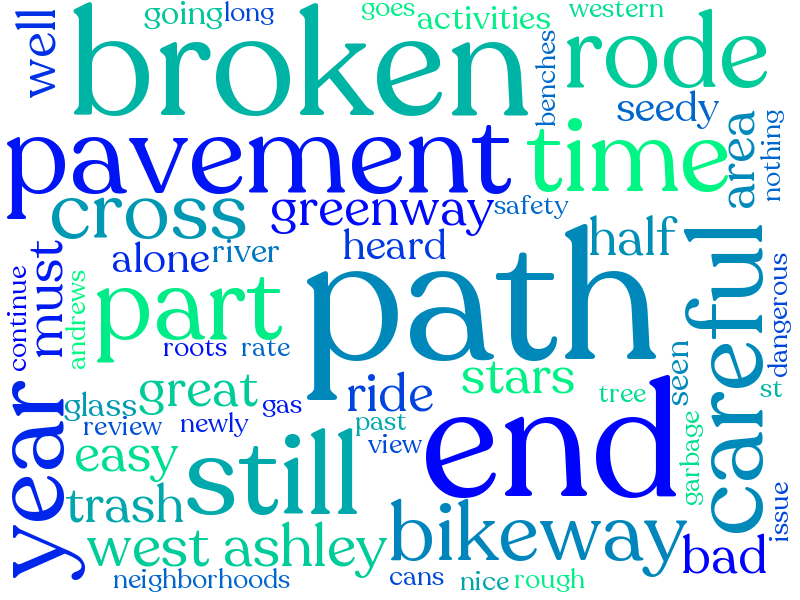 going
long
goes
activities
western
well
broken
benches
rode
seedy
pavement
time
area
nothing
cross
greenway
safety
alone
river
heard
half
careful
dangerous
continue
must
andrews
part
path
roots
rate
seen
st
year
glass
great
gas
ride
stars
tree
review
newly
past
view
end
garbage
easy
still
trash
bikeway
issue
west ashley
bad
neighborhoods
cans
nice
rough